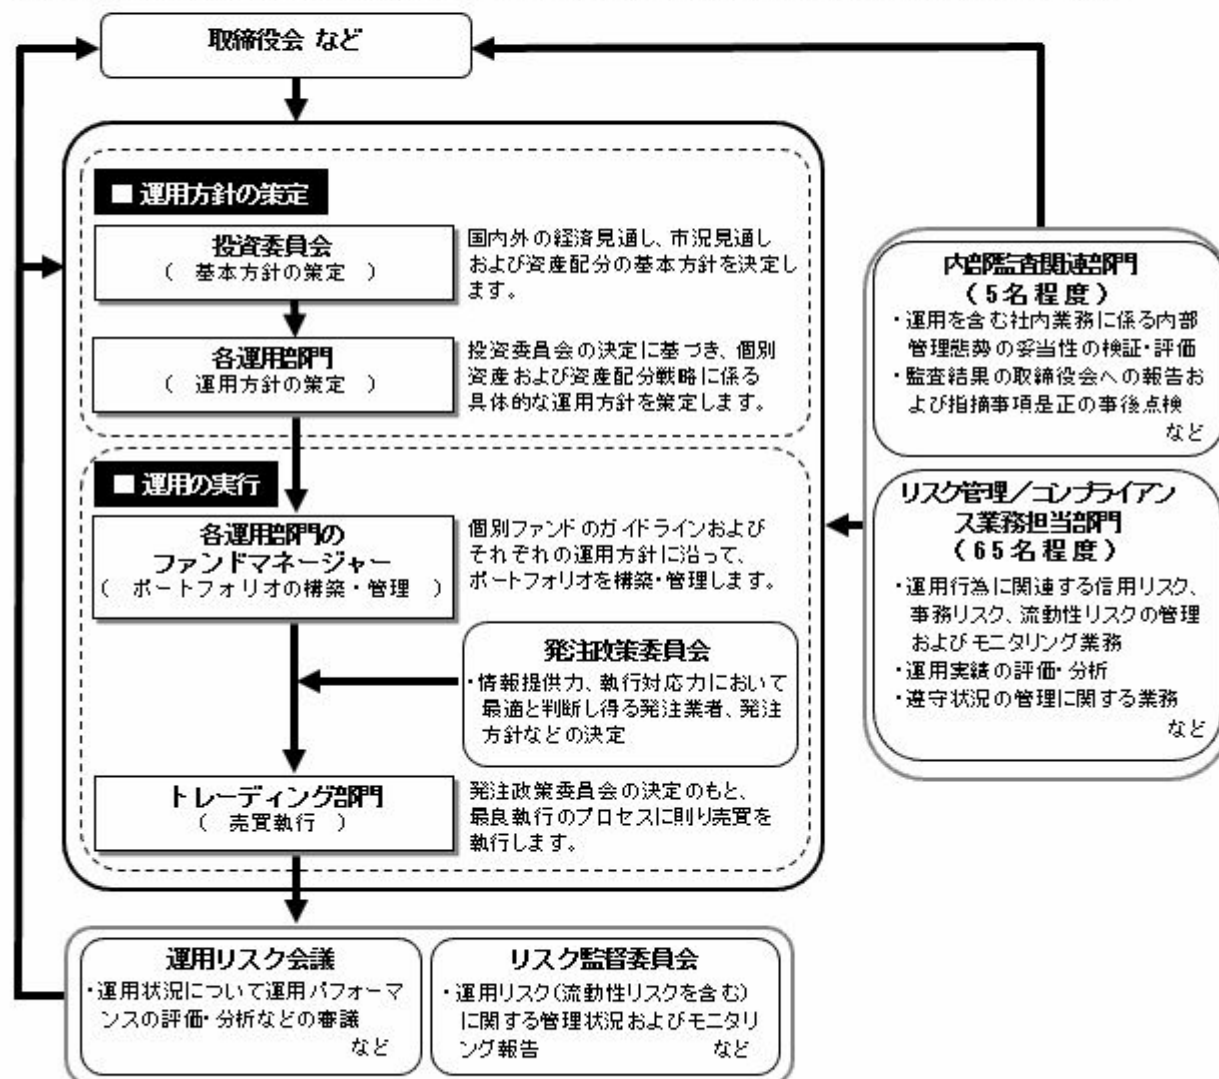 取締役会 など
■ 運用方針の策定
投資委員会
( 基本方針の策定 )
国内外の経済見通し、市況見通し
および資産配分の基本方針を決定し
ます。
各運用部門
( 運用方針の策定 )
投資委員会の決定に基づき、個別
資産および資産配分戦略に係る
具体的な運用方針を策定します。
■ 運用の実行
各運用部門の
ファンドマネージャー
( ポートフォリオの構築・管理 )
個別ファンドのガイドラインおよび
それぞれの運用方針に沿って、
ポートフォリオを構築・管理します。
発注政策委員会
・情報提供力、執行対応力において
最適と判断し得る発注業者、発注
方針などの決定
トレーディング部門
( 売買執行 )
発注政策委員会の決定のもと、
最良執行のプロセスに則り売買を
執行します。
内部監査関連部門
(5名程度)
・運用を含む社内業務に係る内部
管理態勢の妥当性の検証・評価
・監査結果の取締役会への報告お
よび指摘事項是正の事後点検
など
リスク管理/コンプライアン
ス業務担当部門
(65名程度)
・運用行為に関連する信用リスク、
事務リスク、流動性リスクの管理
およびモニタリング業務
・運用実績の評価・分析
・遵守状況の管理に関する業務
など
運用リスク会議
・運用状況について運用パフォーマ
ンスの評価・分析などの審議
など
リスク監督委員会
・運用リスク(流動性リスクを含む)
に関する管理状況およびモニタリ
ング報告 など